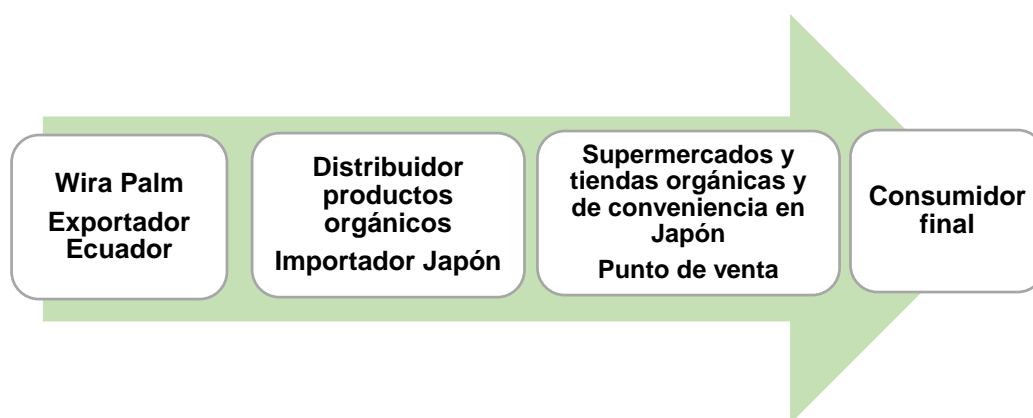 Wira Palm
Exportador
Ecuador
Distribuidor
productos
orgánicos
Importador Japón
Supermercados y
tiendas orgánicas y
de conveniencia en
Japón
Punto de venta
Consumidor
final